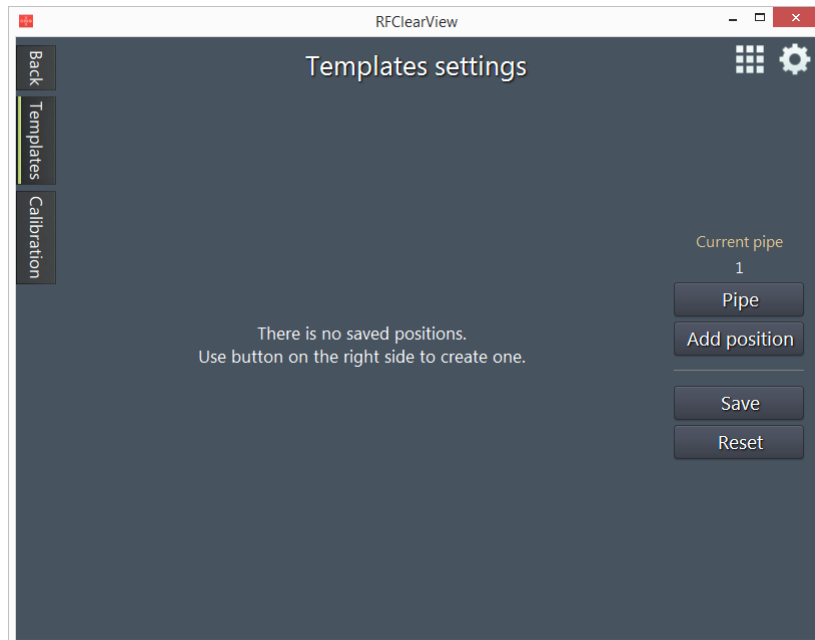 RFClearView
Back
Templates
Calibration
Templates settings
Current pipe
1
Pipe
Add position
There is no saved positions.
Use button on the right side to create one.
Save
Reset